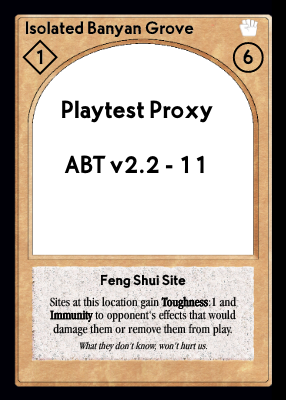 Isolated Banyan Grove
1
6
Playtest Proxy
ABT v2.2 - 11
Feng Shui Site
Sites at this location gain Toughness:1 and
Immunity to opponent's effects that would
damage them or remove them from play.
What they don't know, won't hurt us.